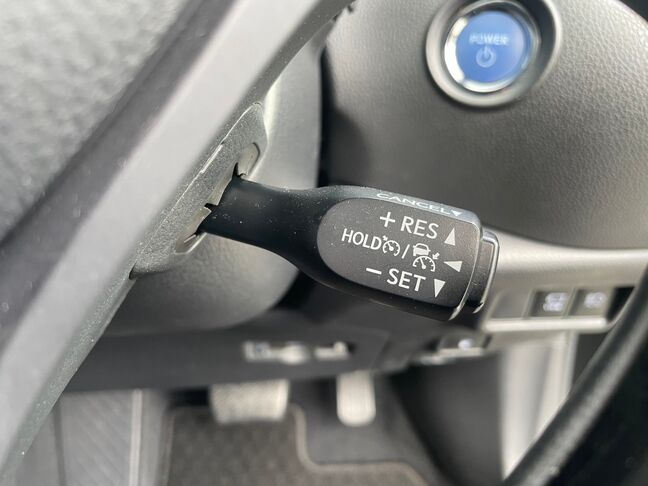 POWER
CANCEL▼
+ RES ▲
HOLD /
− SET ▼